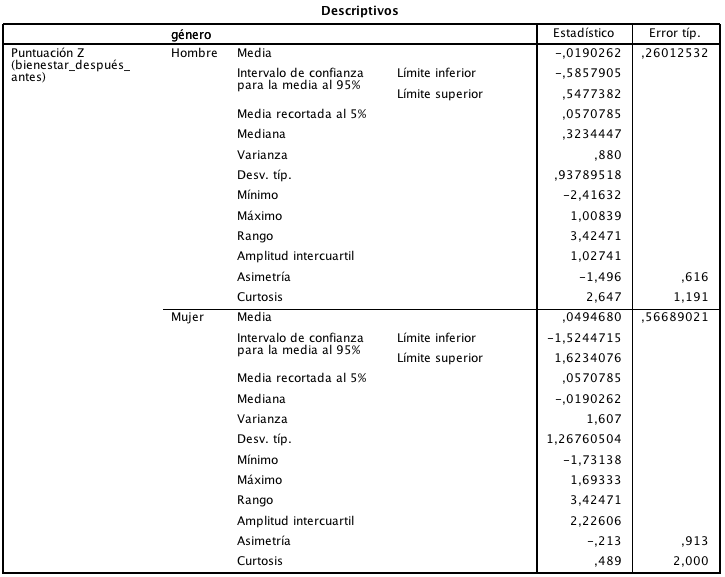 Descriptivos
género Estadístico Error típ.
Puntuación Z (bienestar_después_antes) Hombre Media -,0190262 ,26012532
Intervalo de confianza para la media al 95% Límite inferior -,5857905
Límite superior ,5477382
Media recortada al 5% ,0570785
Mediana ,3234447
Varianza ,880
Desv. típ. ,93789518
Mínimo -2,41632
Máximo 1,00839
Rango 3,42471
Amplitud intercuartil 1,02741
Asimetría -1,496 ,616
Curtosis 2,647 1,191
Mujer Media ,0494680 ,56689021
Intervalo de confianza para la media al 95% Límite inferior -1,5244715
Límite superior 1,6234076
Media recortada al 5% ,0570785
Mediana -,0190262
Varianza 1,607
Desv. típ. 1,26760504
Mínimo -1,73138
Máximo 1,69333
Rango 3,42471
Amplitud intercuartil 2,22606
Asimetría -,213 ,913
Curtosis ,489 2,000